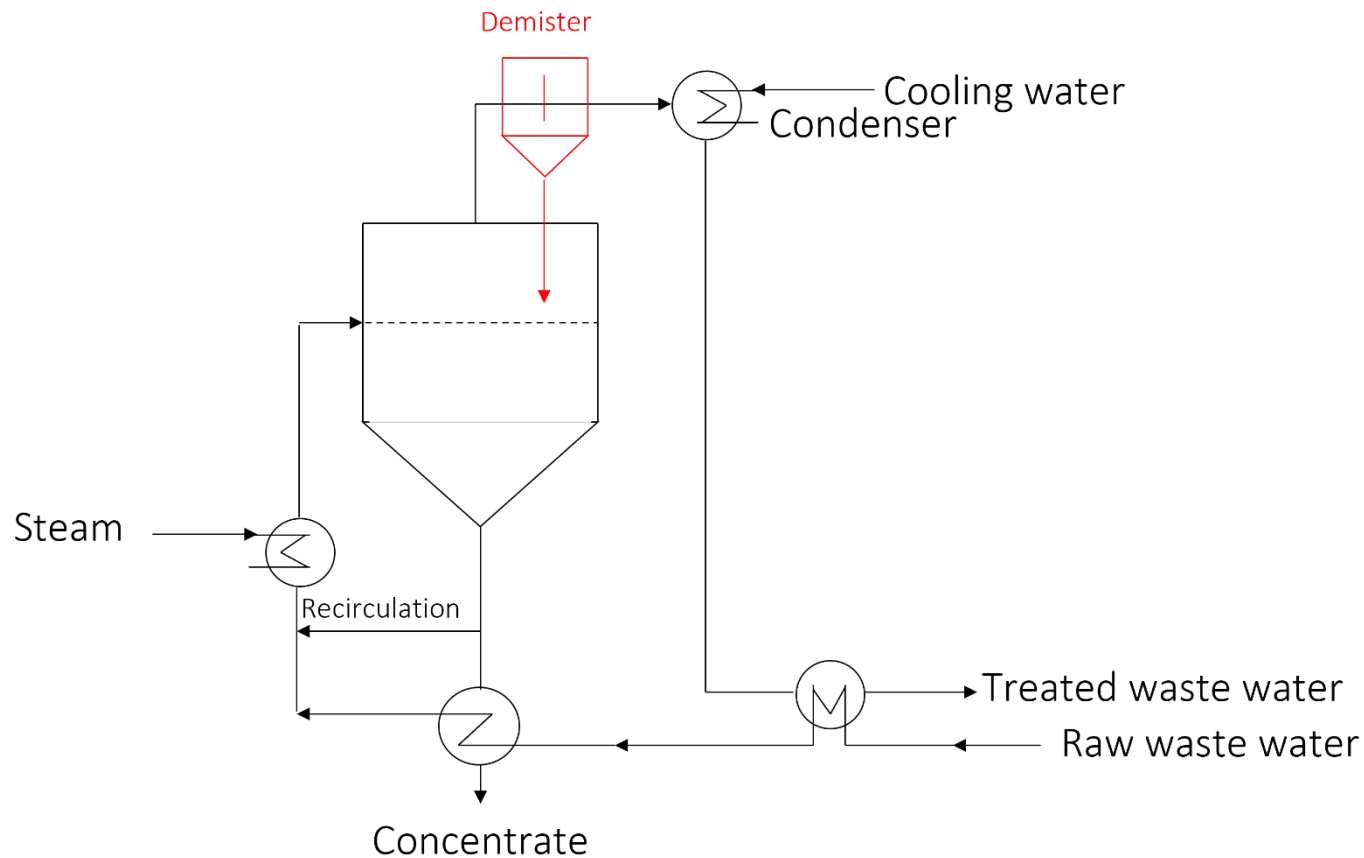 Demister
Cooling water
Condenser
Steam
Recirculation
Treated waste water
Raw waste water
Concentrate